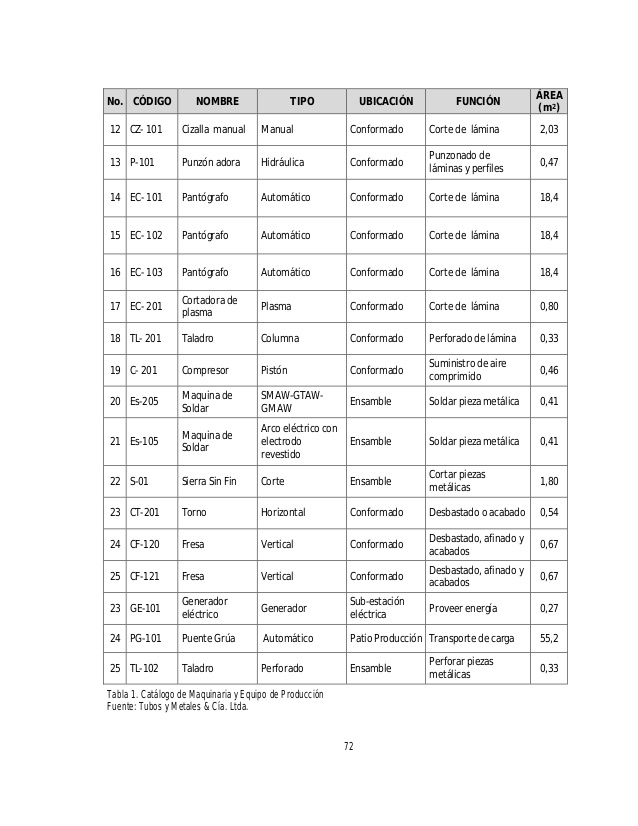 No. CÓDIGO NOMBRE TIPO UBICACIÓN FUNCIÓN ÁREA (m2)
12 CZ- 101 Cizalla manual Manual Conformado Corte de lámina 2,03
13 P-101 Punzón adora Hidráulica Conformado Punzonado de láminas y perfiles 0,47
14 EC- 101 Pantógrafo Automático Conformado Corte de lámina 18,4
15 EC- 102 Pantógrafo Automático Conformado Corte de lámina 18,4
16 EC- 103 Pantógrafo Automático Conformado Corte de lámina 18,4
17 EC- 201 Cortadora de plasma Plasma Conformado Corte de lámina 0,80
18 TL- 201 Taladro Columna Conformado Perforado de lámina 0,33
19 C- 201 Compresor Pistón Conformado Suministro de aire comprimido 0,46
20 Es-205 Maquina de Soldar SMAW-GTAW-GMAW Ensamble Soldar pieza metálica 0,41
21 Es-105 Maquina de Soldar Arco eléctrico con electrodo revestido Ensamble Soldar pieza metálica 0,41
22 S-01 Sierra Sin Fin Corte Ensamble Cortar piezas metálicas 1,80
23 CT-201 Torno Horizontal Conformado Desbastado o acabado 0,54
24 CF-120 Fresa Vertical Conformado Desbastado, afinado y acabados 0,67
25 CF-121 Fresa Vertical Conformado Desbastado, afinado y acabados 0,67
23 GE-101 Generador eléctrico Generador Sub-estación eléctrica Proveer energía 0,27
24 PG-101 Puente Grúa Automático Patio Producción Transporte de carga 55,2
25 TL-102 Taladro Perforado Ensamble Perforar piezas metálicas 0,33
Tabla 1. Catálogo de Maquinaria y Equipo de Producción
Fuente: Tubos y Metales & Cía. Ltda.
72